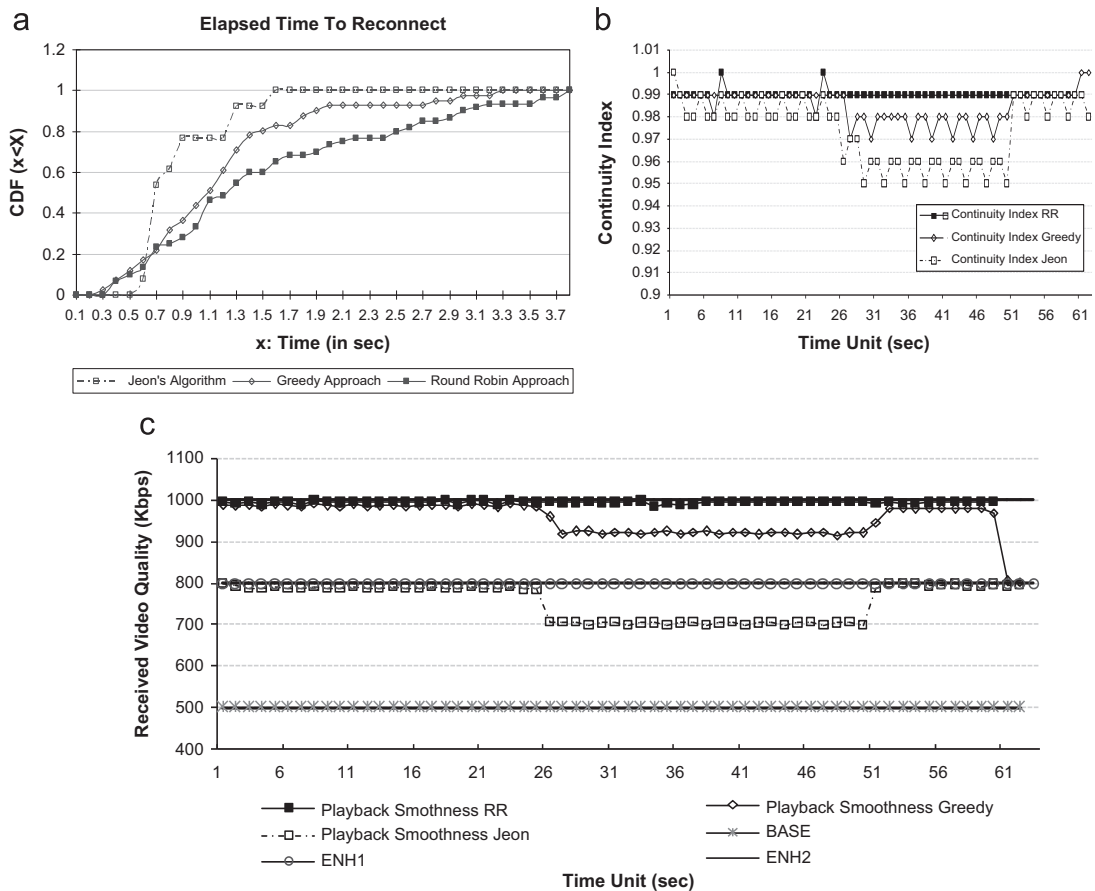 a
Elapsed Time To Reconnect
CDF (x<X)
1.2
1
0.8
0.6
0.4
0.2
0
0.1 0.3 0.5 0.7 0.9 1.1 1.3 1.5 1.7 1.9 2.1 2.3 2.5 2.7 2.9 3.1 3.3 3.5 3.7
x: Time (in sec)
Jeon's Algorithm Greedy Approach Round Robin Approach
b
Continuity Index
1.01
1
0.99
0.98
0.97
0.96
0.95
0.94
0.93
0.92
0.91
0.9
Continuity Index RR
Continuity Index Greedy
Continuity Index Jeon
1 6 11 16 21 26 31 36 41 46 51 56 61
Time Unit (sec)
c
Received Video Quality (Kbps)
1100
1000
900
800
700
600
500
400
1 6 11 16 21 26 31 36 41 46 51 56 61
Playback Smothness RR
Playback Smoothness Greedy
Playback Smoothness Jeon
BASE
ENH1
ENH2
Time Unit (sec)